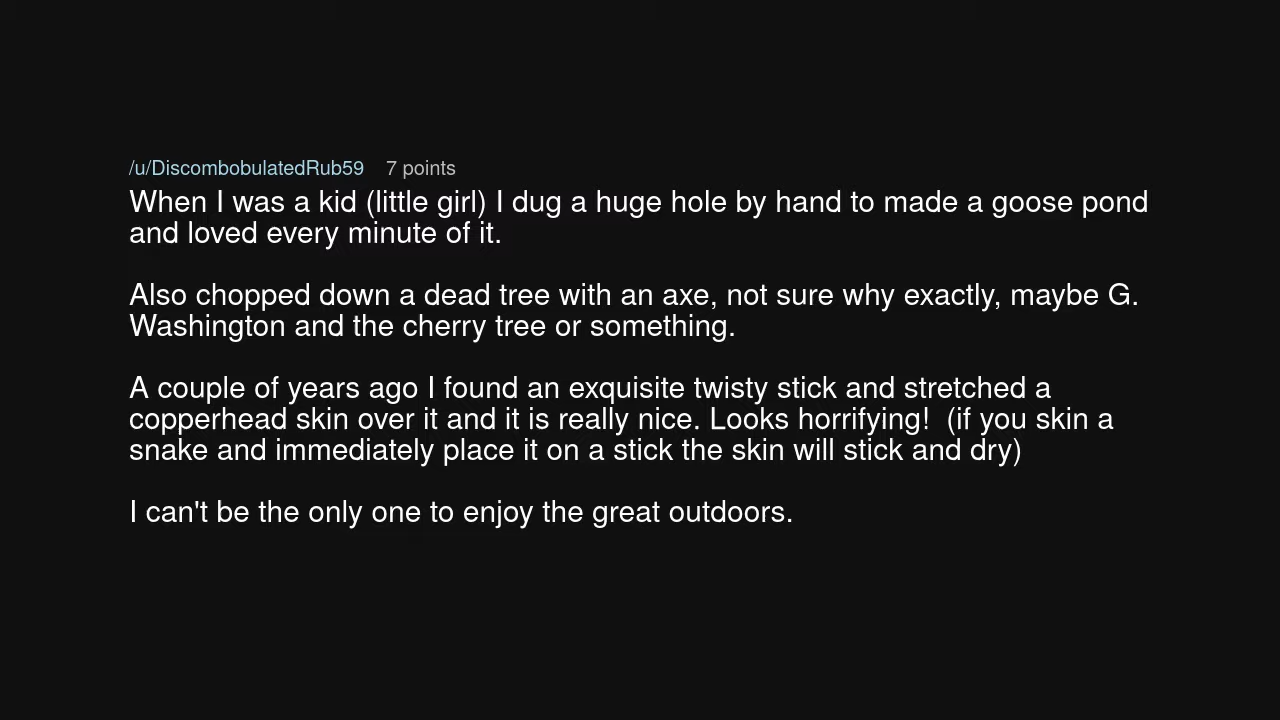 /u/DiscombobulatedRub59 7 points
When I was a kid (little girl) I dug a huge hole by hand to made a goose pond
and loved every minute of it.
Also chopped down a dead tree with an axe, not sure why exactly, maybe G.
Washington and the cherry tree or something.
A couple of years ago I found an exquisite twisty stick and stretched a
copperhead skin over it and it is really nice. Looks horrifying!  (if you skin a
snake and immediately place it on a stick the skin will stick and dry)
I can't be the only one to enjoy the great outdoors.